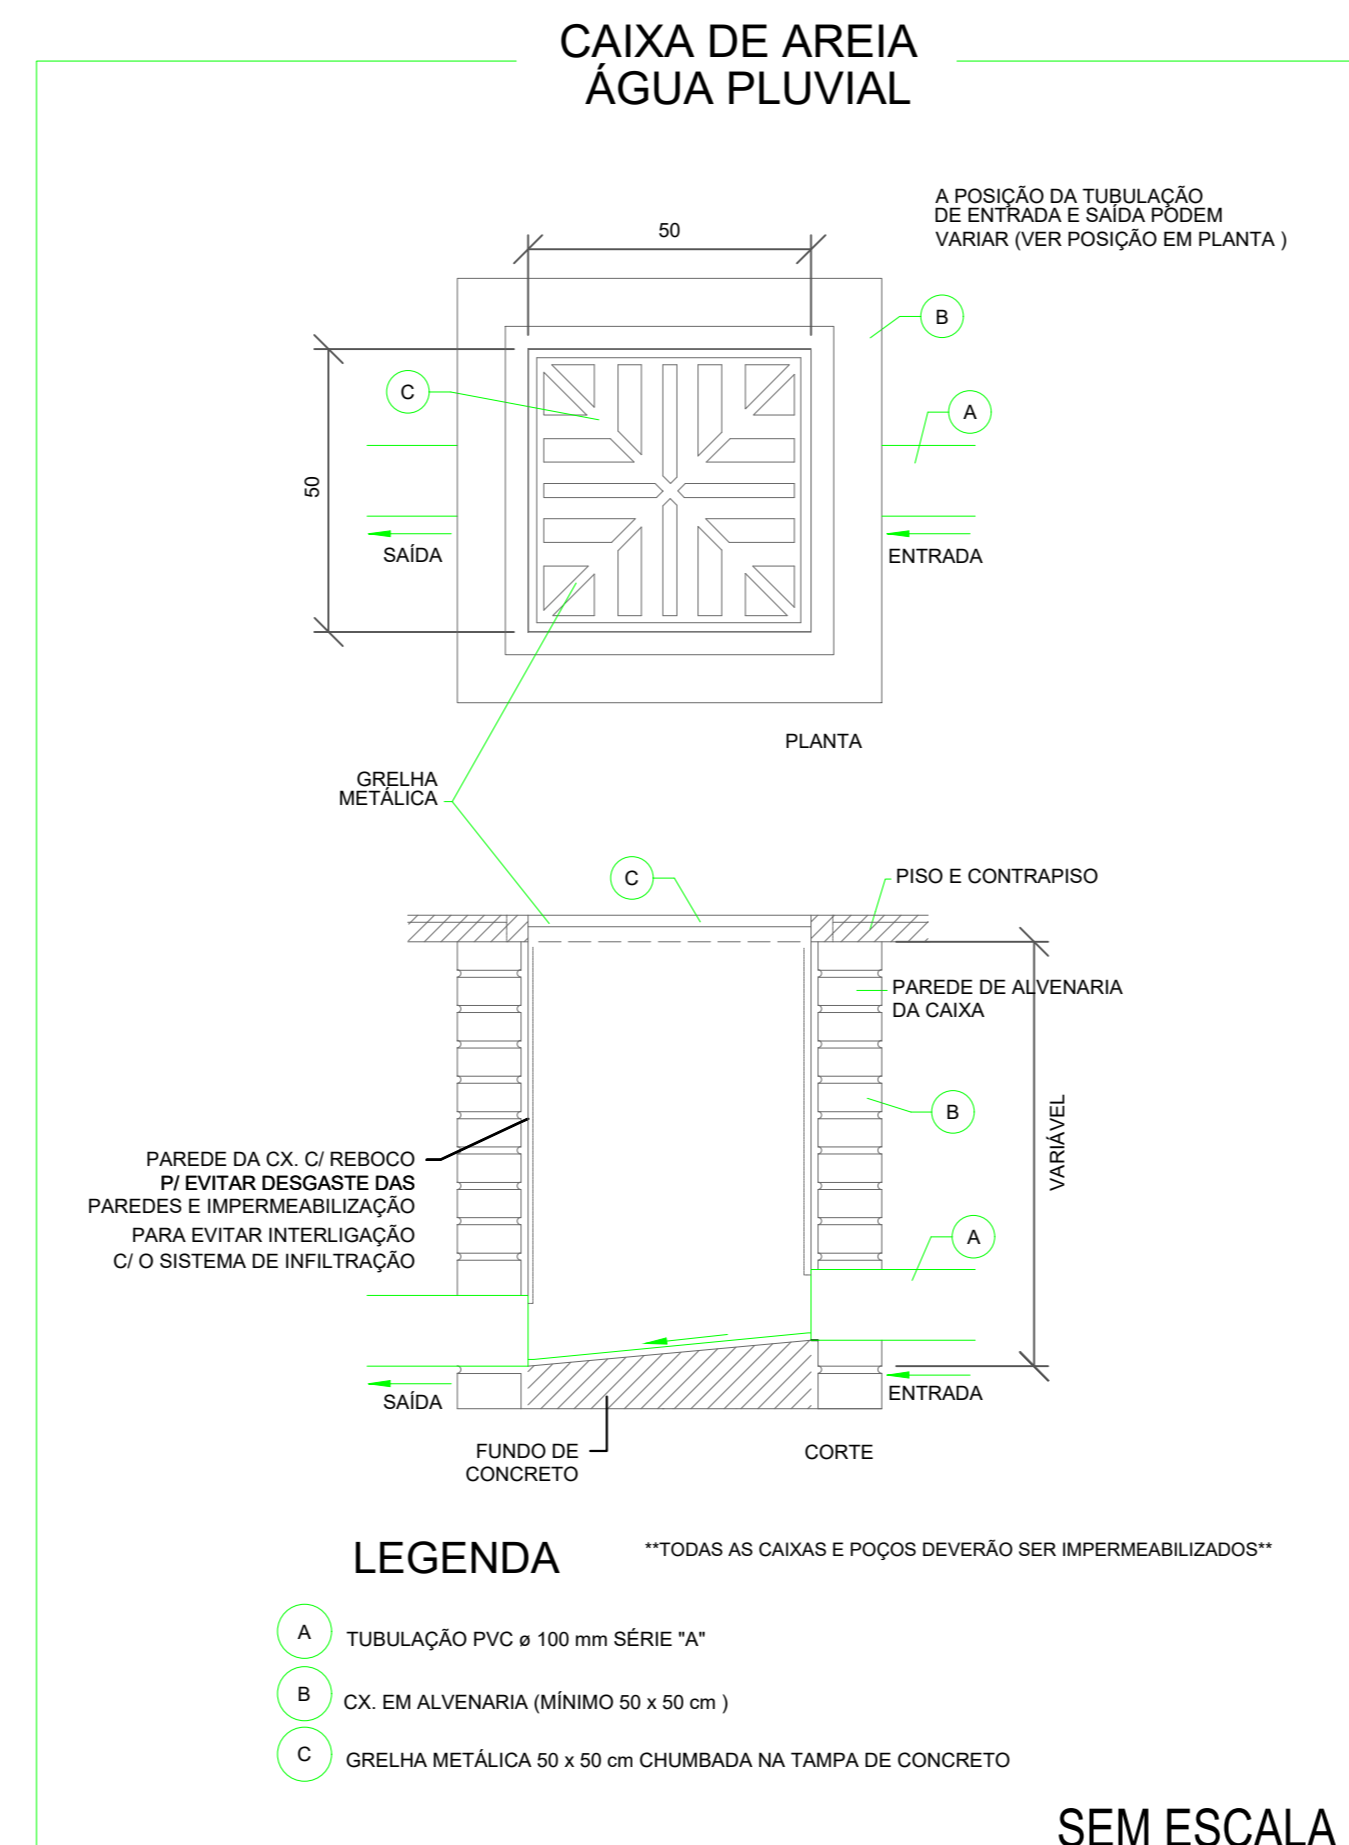 CAIXA DE AREIA
ÁGUA PLUVIAL
A POSIÇÃO DA TUBULAÇÃO
DE ENTRADA E SAÍDA PODEM
VARIAR (VER POSIÇÃO EM PLANTA )
50
B
C
A
50
SAÍDA
ENTRADA
PLANTA
GRELHA
METÁLICA
C
PISO E CONTRAPISO
PAREDE DE ALVENARIA
DA CAIXA
B
VARIÁVEL
PAREDE DA CX. C/ REBOCO
P/ EVITAR DESGASTE DAS
PAREDES E IMPERMEABILIZAÇÃO
PARA EVITAR INTERLIGAÇÃO
C/ O SISTEMA DE INFILTRAÇÃO
A
SAÍDA
ENTRADA
FUNDO DE
CONCRETO
CORTE
LEGENDA
**TODAS AS CAIXAS E POÇOS DEVERÃO SER IMPERMEABILIZADOS**
A TUBULAÇÃO PVC ø 100 mm SÉRIE "A"
B CX. EM ALVENARIA (MÍNIMO 50 x 50 cm )
C GRELHA METÁLICA 50 x 50 cm CHUMBADA NA TAMPA DE CONCRETO
SEM ESCALA